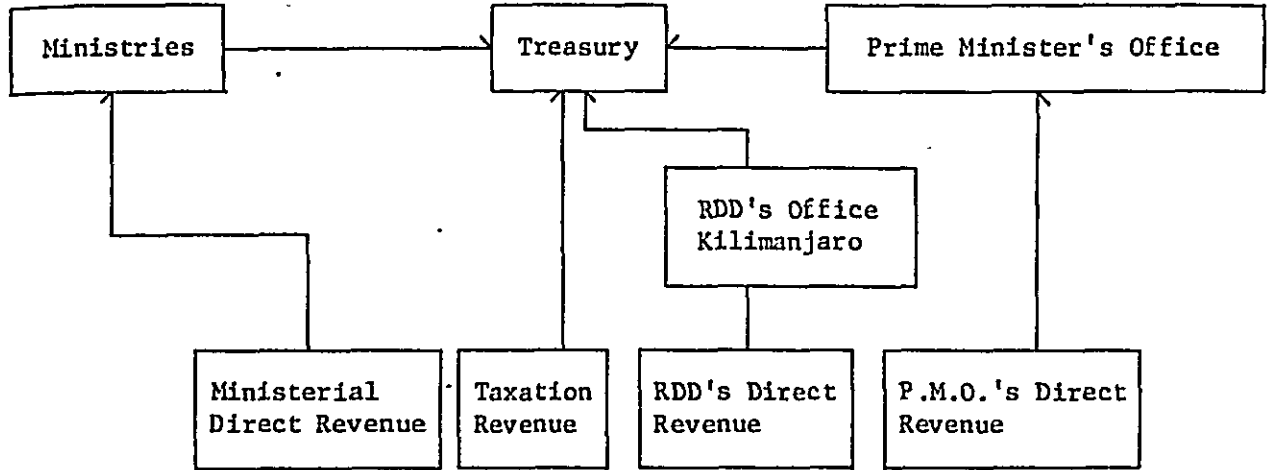 Ministries
Treasury
Prime Minister's Office
RDD's Office
Kilimanjaro
Ministerial
Direct Revenue
Taxation
Revenue
RDD's Direct
Revenue
P.M.O.'s Direct
Revenue